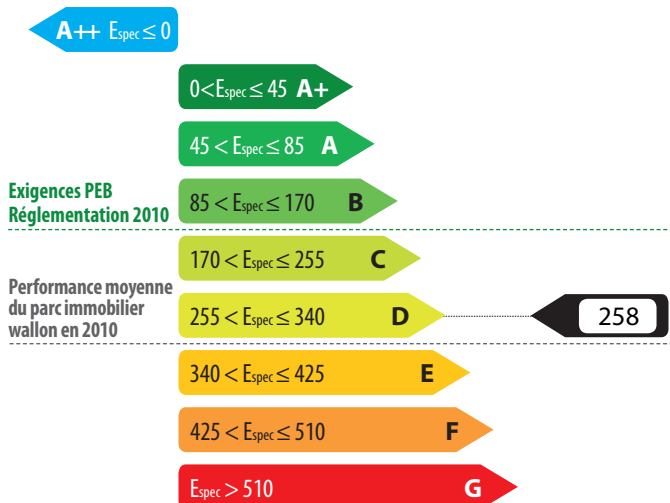 A++ Espec ≤ 0
0<Espec ≤ 45 A+
45 < Espec ≤ 85 A
Exigences PEB
Réglementation 2010
85 < Espec ≤ 170 B
170 < Espec ≤ 255 C
Performance moyenne
du parc immobilier
wallon en 2010
255 < Espec ≤ 340 D
258
340 < Espec ≤ 425 E
425 < Espec ≤ 510 F
Espec > 510 G